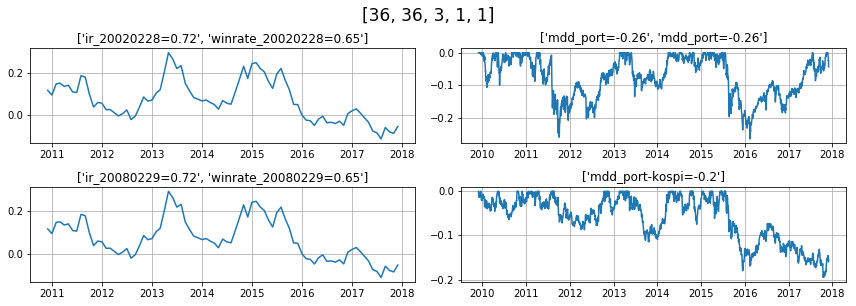 [36, 36, 3, 1, 1]
['ir_20020228=0.72', 'winrate_20020228=0.65']
0.2
0.0
2011 2012 2013 2014 2015 2016 2017 2018
['mdd_port=-0.26', 'mdd_port=-0.26']
0.0
−0.1
−0.2
2010 2011 2012 2013 2014 2015 2016 2017 2018
['ir_20080229=0.72', 'winrate_20080229=0.65']
0.2
0.0
2011 2012 2013 2014 2015 2016 2017 2018
['mdd_port-kospi=-0.2']
0.0
−0.1
−0.2
2010 2011 2012 2013 2014 2015 2016 2017 2018